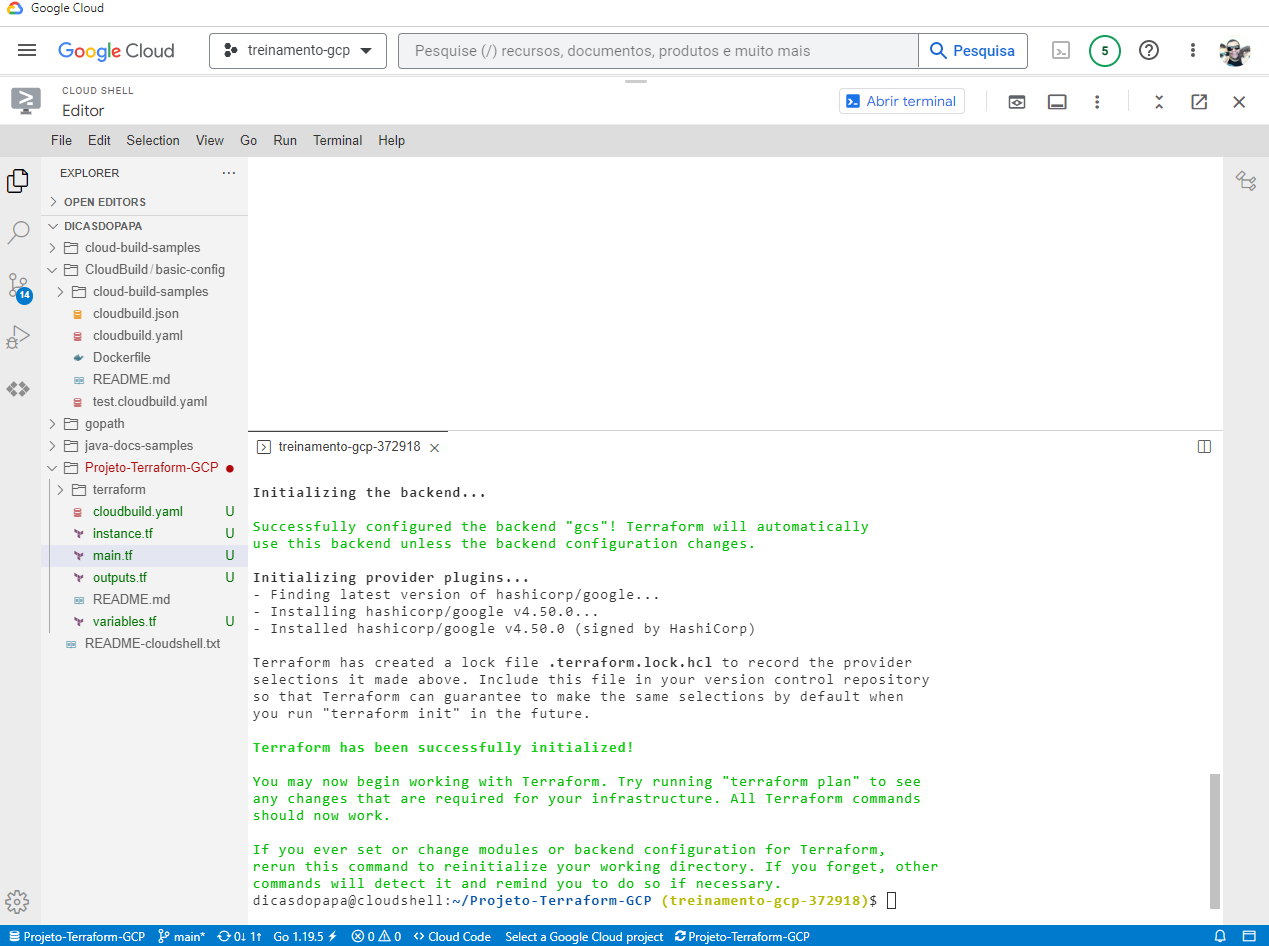 Google Cloud
Google Cloud
treinamento-gcp
Pesquise (/) recursos, documentos, produtos e muito mais
Pesquisa
5
CLOUD SHELL
Editor
Abrir terminal
File Edit Selection View Go Run Terminal Help
EXPLORER
OPEN EDITORS
DICASDOPAPA
cloud-build-samples
CloudBuild / basic-config
cloud-build-samples
cloudbuild.json
cloudbuild.yaml
Dockerfile
README.md
test.cloudbuild.yaml
gopath
java-docs-samples
Projeto-Terraform-GCP
terraform
cloudbuild.yaml U
instance.tf U
main.tf U
outputs.tf U
README.md
variables.tf U
README-cloudshell.txt
14
treinamento-gcp-372918
Initializing the backend...
Successfully configured the backend "gcs"! Terraform will automatically
use this backend unless the backend configuration changes.
Initializing provider plugins...
- Finding latest version of hashicorp/google...
- Installing hashicorp/google v4.50.0...
- Installed hashicorp/google v4.50.0 (signed by HashiCorp)
Terraform has created a lock file .terraform.lock.hcl to record the provider
selections it made above. Include this file in your version control repository
so that Terraform can guarantee to make the same selections by default when
you run "terraform init" in the future.
Terraform has been successfully initialized!
You may now begin working with Terraform. Try running "terraform plan" to see
any changes that are required for your infrastructure. All Terraform commands
should now work.
If you ever set or change modules or backend configuration for Terraform,
rerun this command to reinitialize your working directory. If you forget, other
commands will detect it and remind you to do so if necessary.
dicasdopapa@cloudshell:~/Projeto-Terraform-GCP (treinamento-gcp-372918)$
Projeto-Terraform-GCP main* 0↓ 1↑ Go 1.19.5 0 0 <> Cloud Code Select a Google Cloud project Projeto-Terraform-GCP